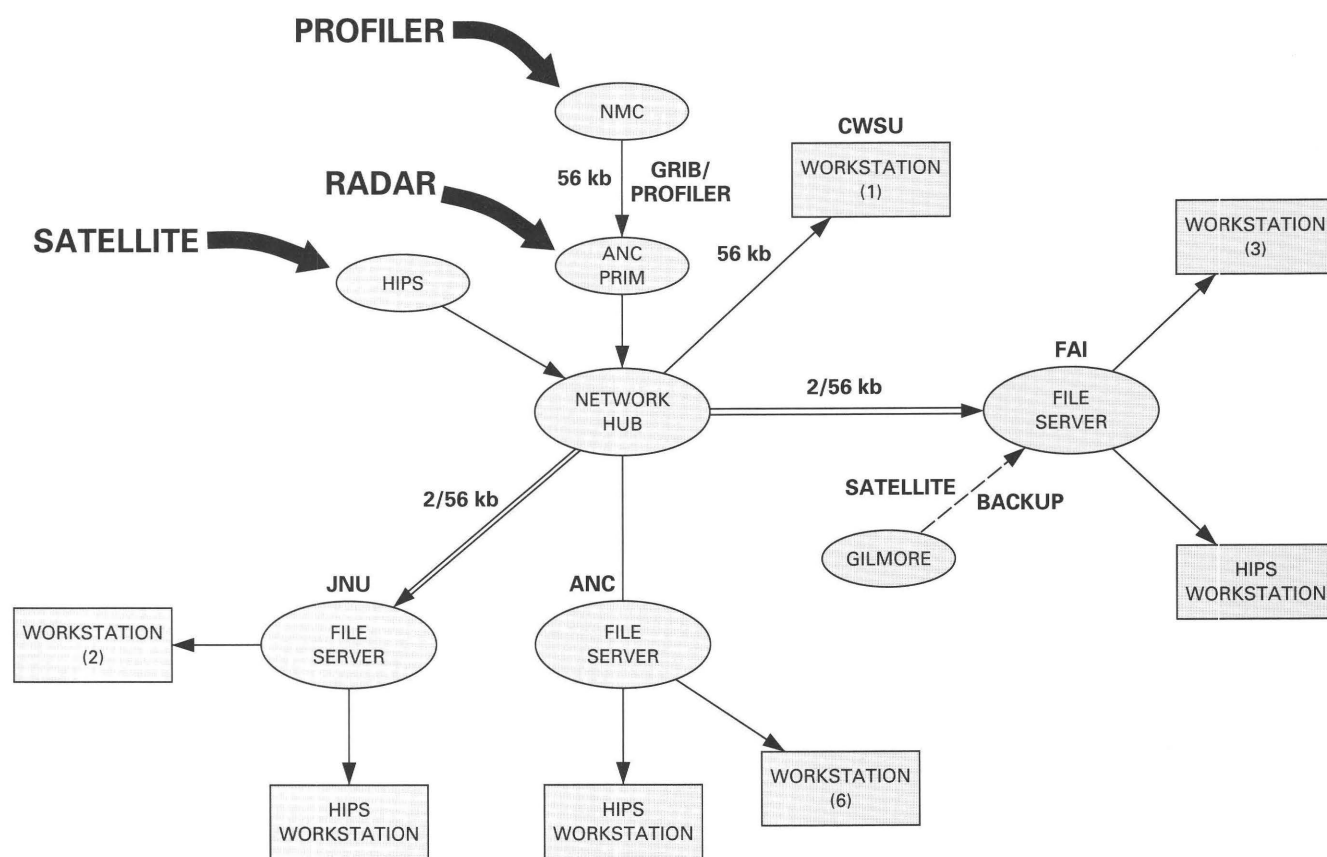 PROFILER
NMC
CWSU
WORKSTATION
(1)
56 kb
GRIB/
PROFILER
RADAR
SATELLITE
HIPS
ANC
PRIM
56 kb
WORKSTATION
(3)
FAI
NETWORK
HUB
2/56 kb
FILE
SERVER
SATELLITE
BACKUP
GILMORE
2/56 kb
HIPS
WORKSTATION
JNU
ANC
WORKSTATION
(2)
FILE
SERVER
FILE
SERVER
HIPS
WORKSTATION
HIPS
WORKSTATION
WORKSTATION
(6)